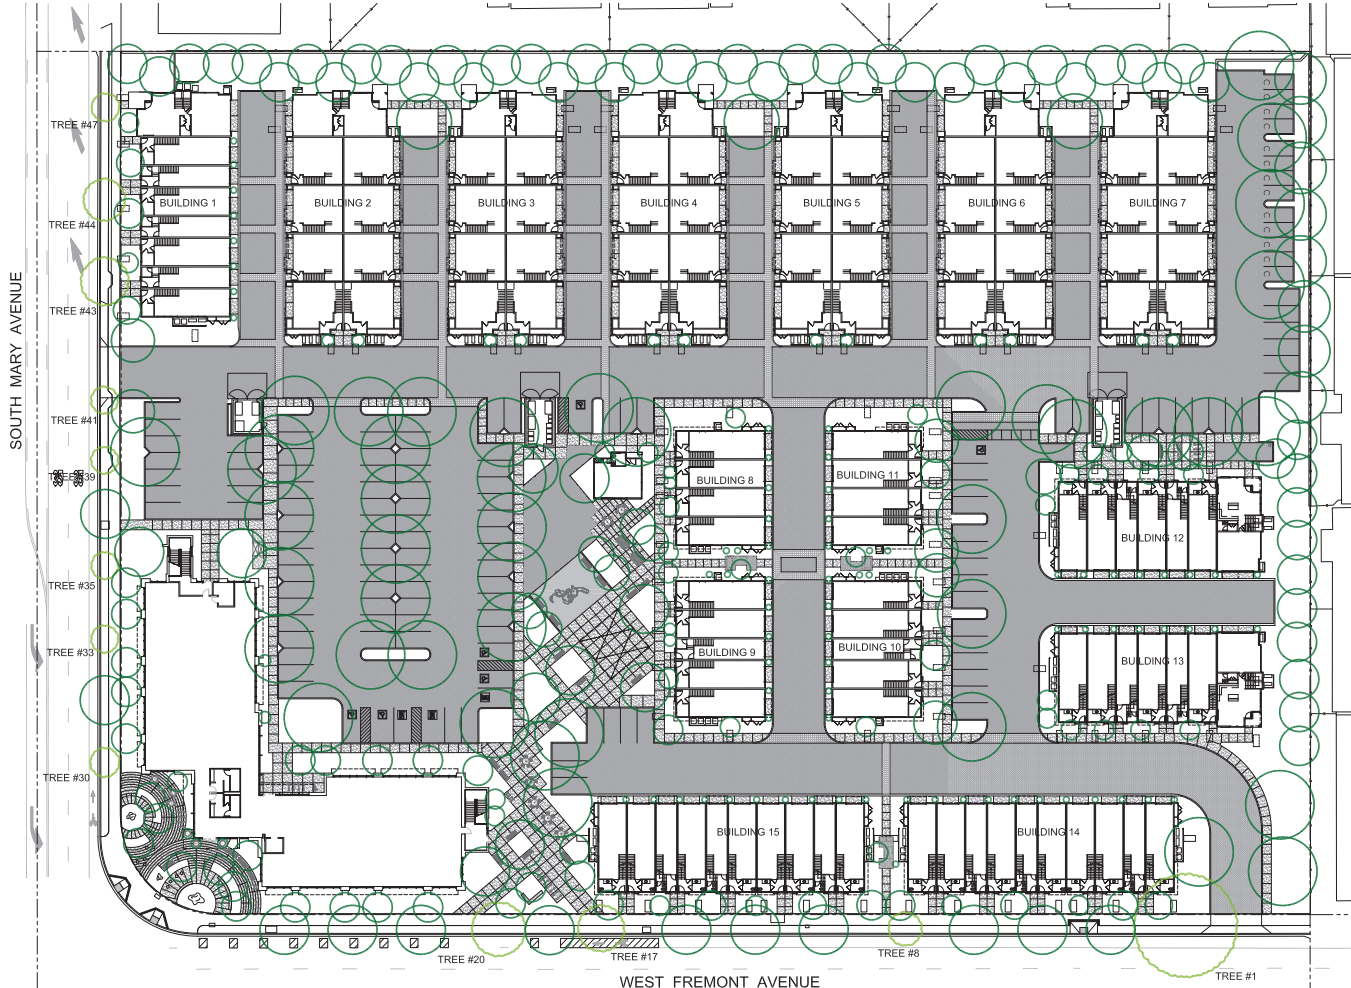 TREE #47
BUILDING 1
BUILDING 2
BUILDING 3
BUILDING 4
BUILDING 5
BUILDING 6
BUILDING 7
TREE #44
TREE #43
SOUTH MARY AVENUE
TREE #41
BUILDING 8
BUILDING 11
BUILDING 12
TREE #35
TREE #33
BUILDING 9
BUILDING 10
BUILDING 13
TREE #30
BUILDING 15
BUILDING 14
TREE #20
TREE #17
TREE #8
TREE #1
WEST FREMONT AVENUE